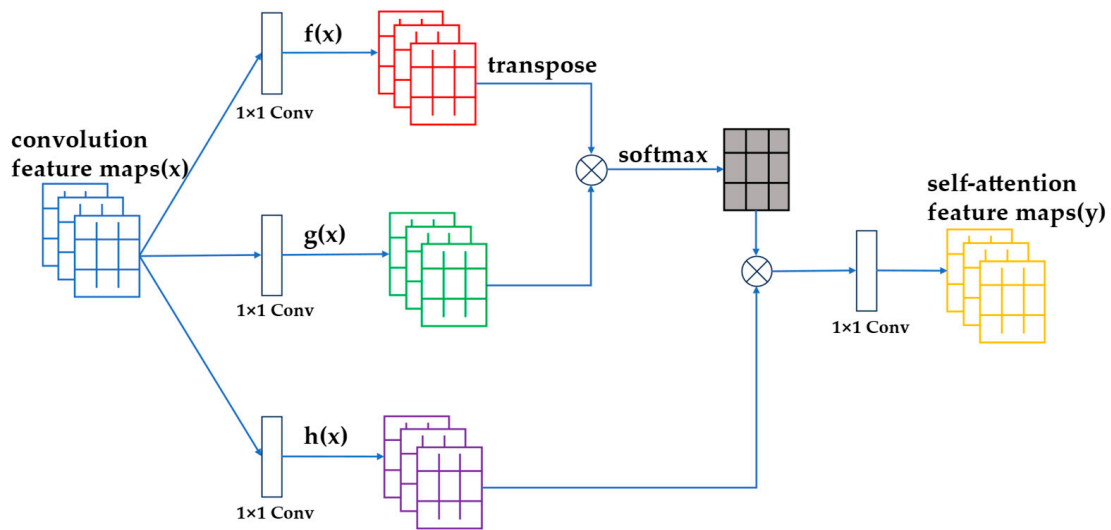 f(x)
transpose
1×1 Conv
convolution
feature maps(x)
softmax
self-attention
feature maps(y)
g(x)
1×1 Conv
1×1 Conv
h(x)
1×1 Conv